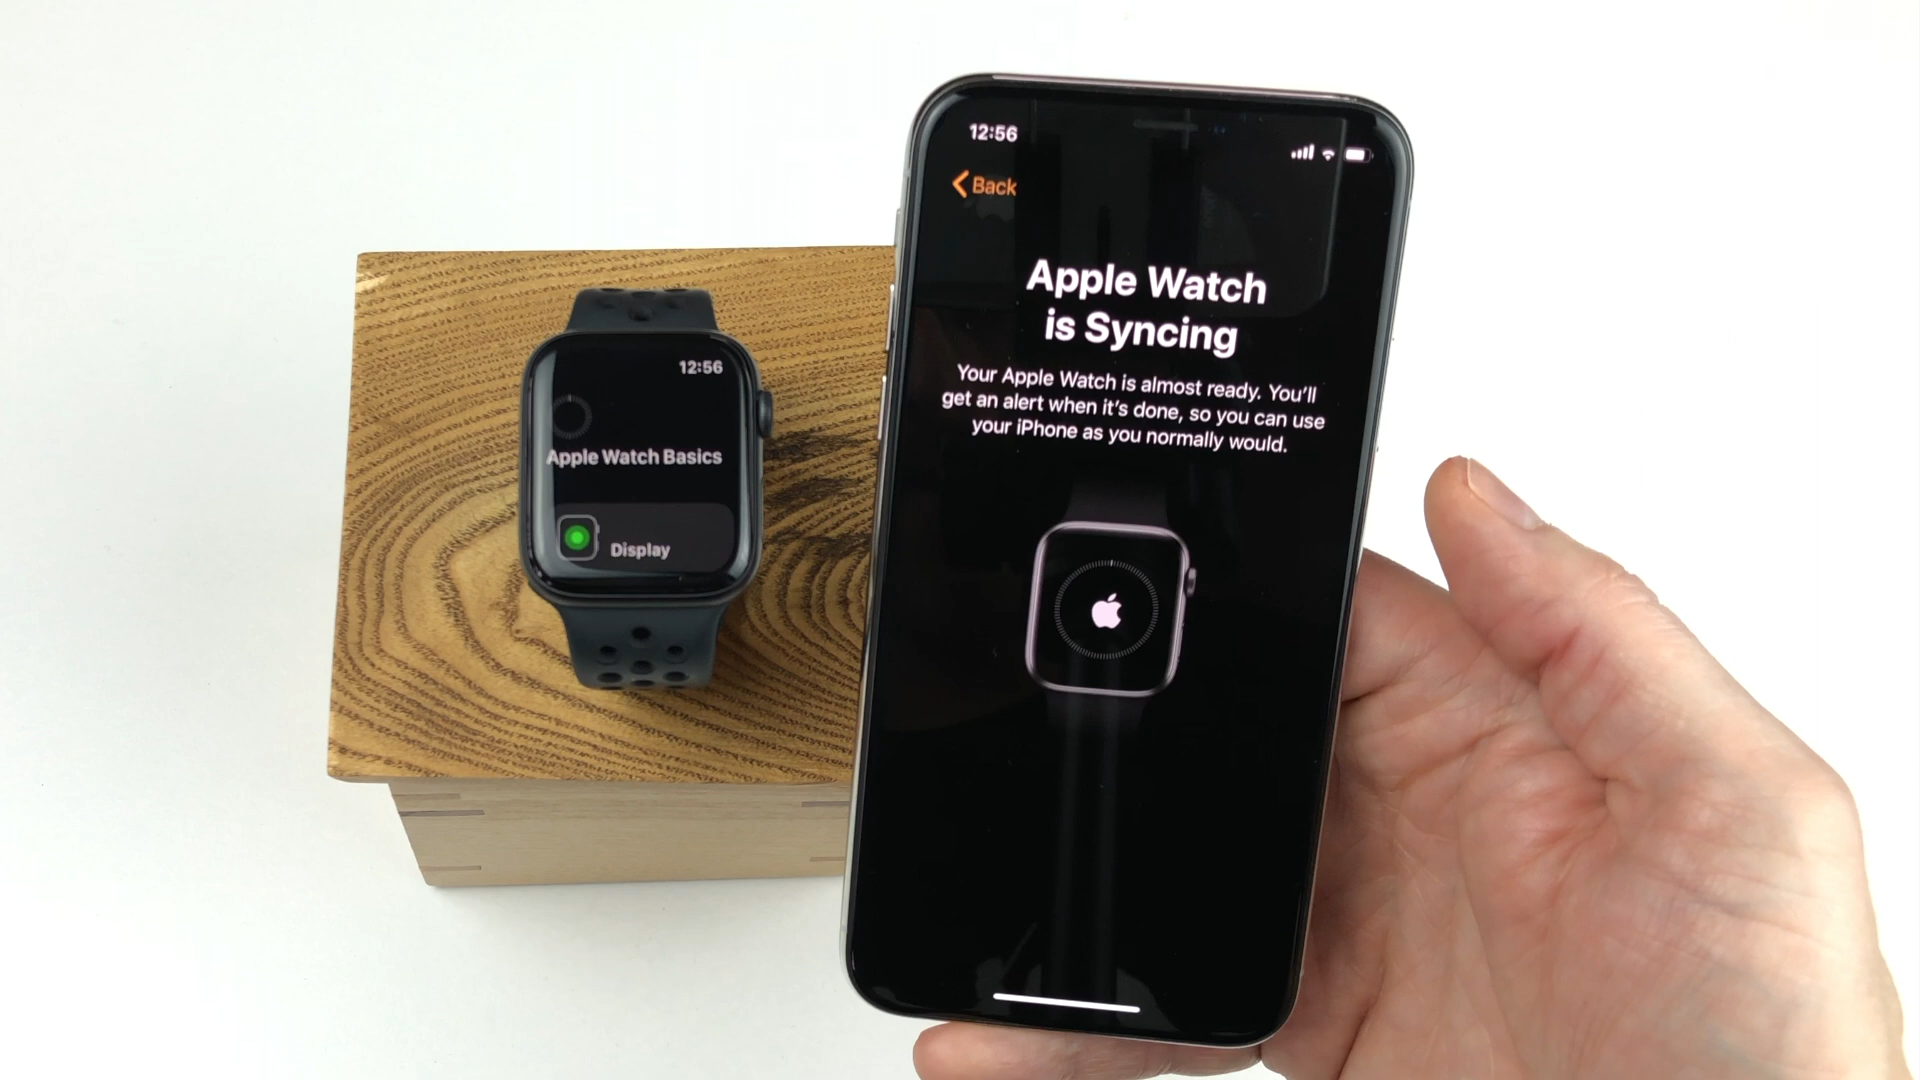 12:56
Apple Watch Basics
Display
12:56
Back
Apple Watch
is Syncing
Your Apple Watch is almost ready. You'll
get an alert when it's done, so you can use
your iPhone as you normally would.